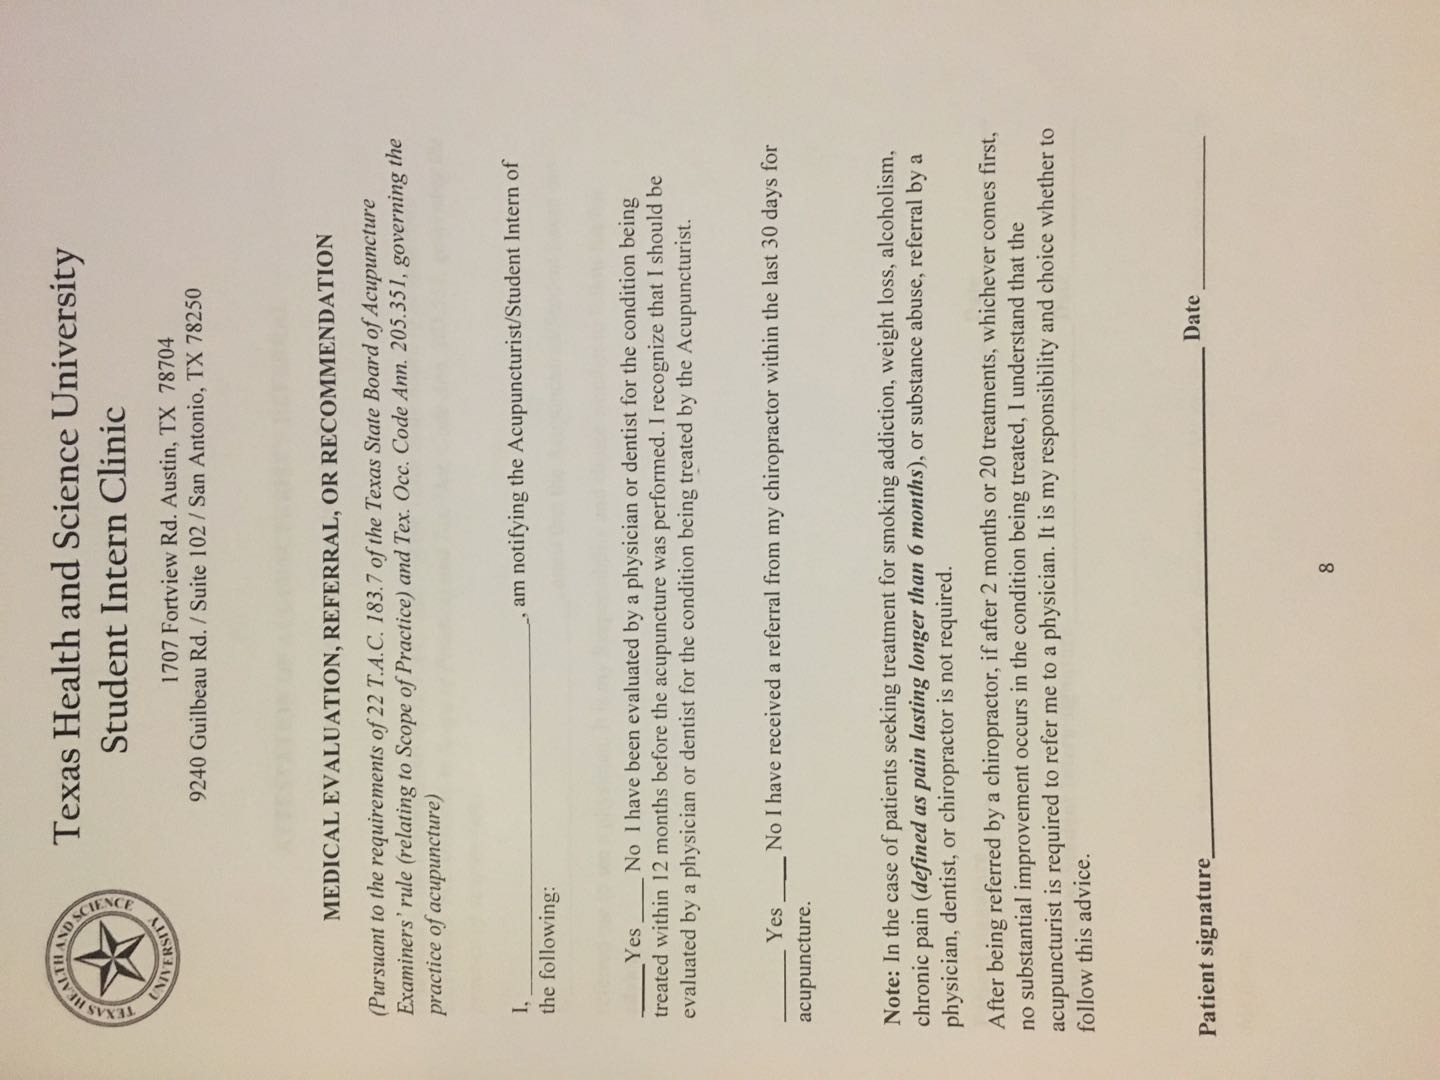 TEXAS HEALTH AND SCIENCE UNIVERSITY
Texas Health and Science University
Student Intern Clinic
1707 Fortview Rd. Austin, TX 78704
9240 Guilbeau Rd. / Suite 102 / San Antonio, TX 78250
MEDICAL EVALUATION, REFERRAL, OR RECOMMENDATION
(Pursuant to the requirements of 22 T.A.C. 183.7 of the Texas State Board of Acupuncture
Examiners' rule (relating to Scope of Practice) and Tex. Occ. Code Ann. 205.351, governing the
practice of acupuncture)
I, ________________________________, am notifying the Acupuncturist/Student Intern of
the following:
_____Yes ____ No I have been evaluated by a physician or dentist for the condition being
treated within 12 months before the acupuncture was performed. I recognize that I should be
evaluated by a physician or dentist for the condition being treated by the Acupuncturist.
______ Yes ____ No I have received a referral from my chiropractor within the last 30 days for
acupuncture.
Note: In the case of patients seeking treatment for smoking addiction, weight loss, alcoholism,
chronic pain (defined as pain lasting longer than 6 months), or substance abuse, referral by a
physician, dentist, or chiropractor is not required.
After being referred by a chiropractor, if after 2 months or 20 treatments, whichever comes first,
no substantial improvement occurs in the condition being treated, I understand that the
acupuncturist is required to refer me to a physician. It is my responsibility and choice whether to
follow this advice.
Patient signature__________________________________ Date ____________
8